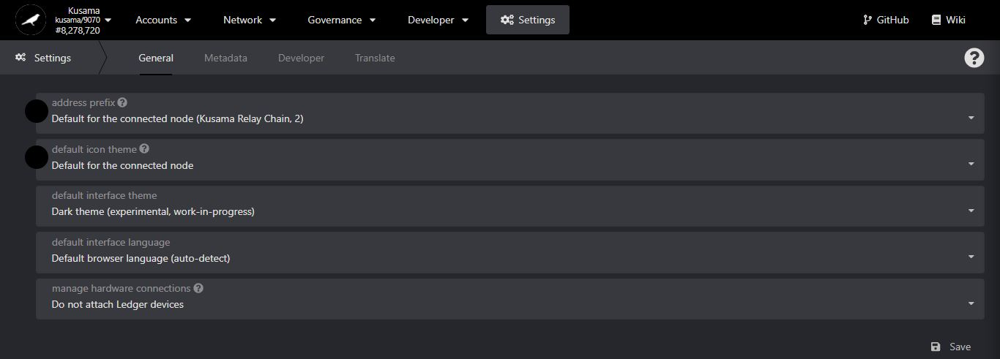 Kusama
kusama/9070
#8,278,720
Accounts
Network
Governance
Developer
Settings
GitHub
Wiki
Settings
General
Metadata
Developer
Translate
?
address prefix ?
Default for the connected node (Kusama Relay Chain, 2)
default icon theme ?
Default for the connected node
default interface theme
Dark theme (experimental, work-in-progress)
default interface language
Default browser language (auto-detect)
manage hardware connections ?
Do not attach Ledger devices
Save